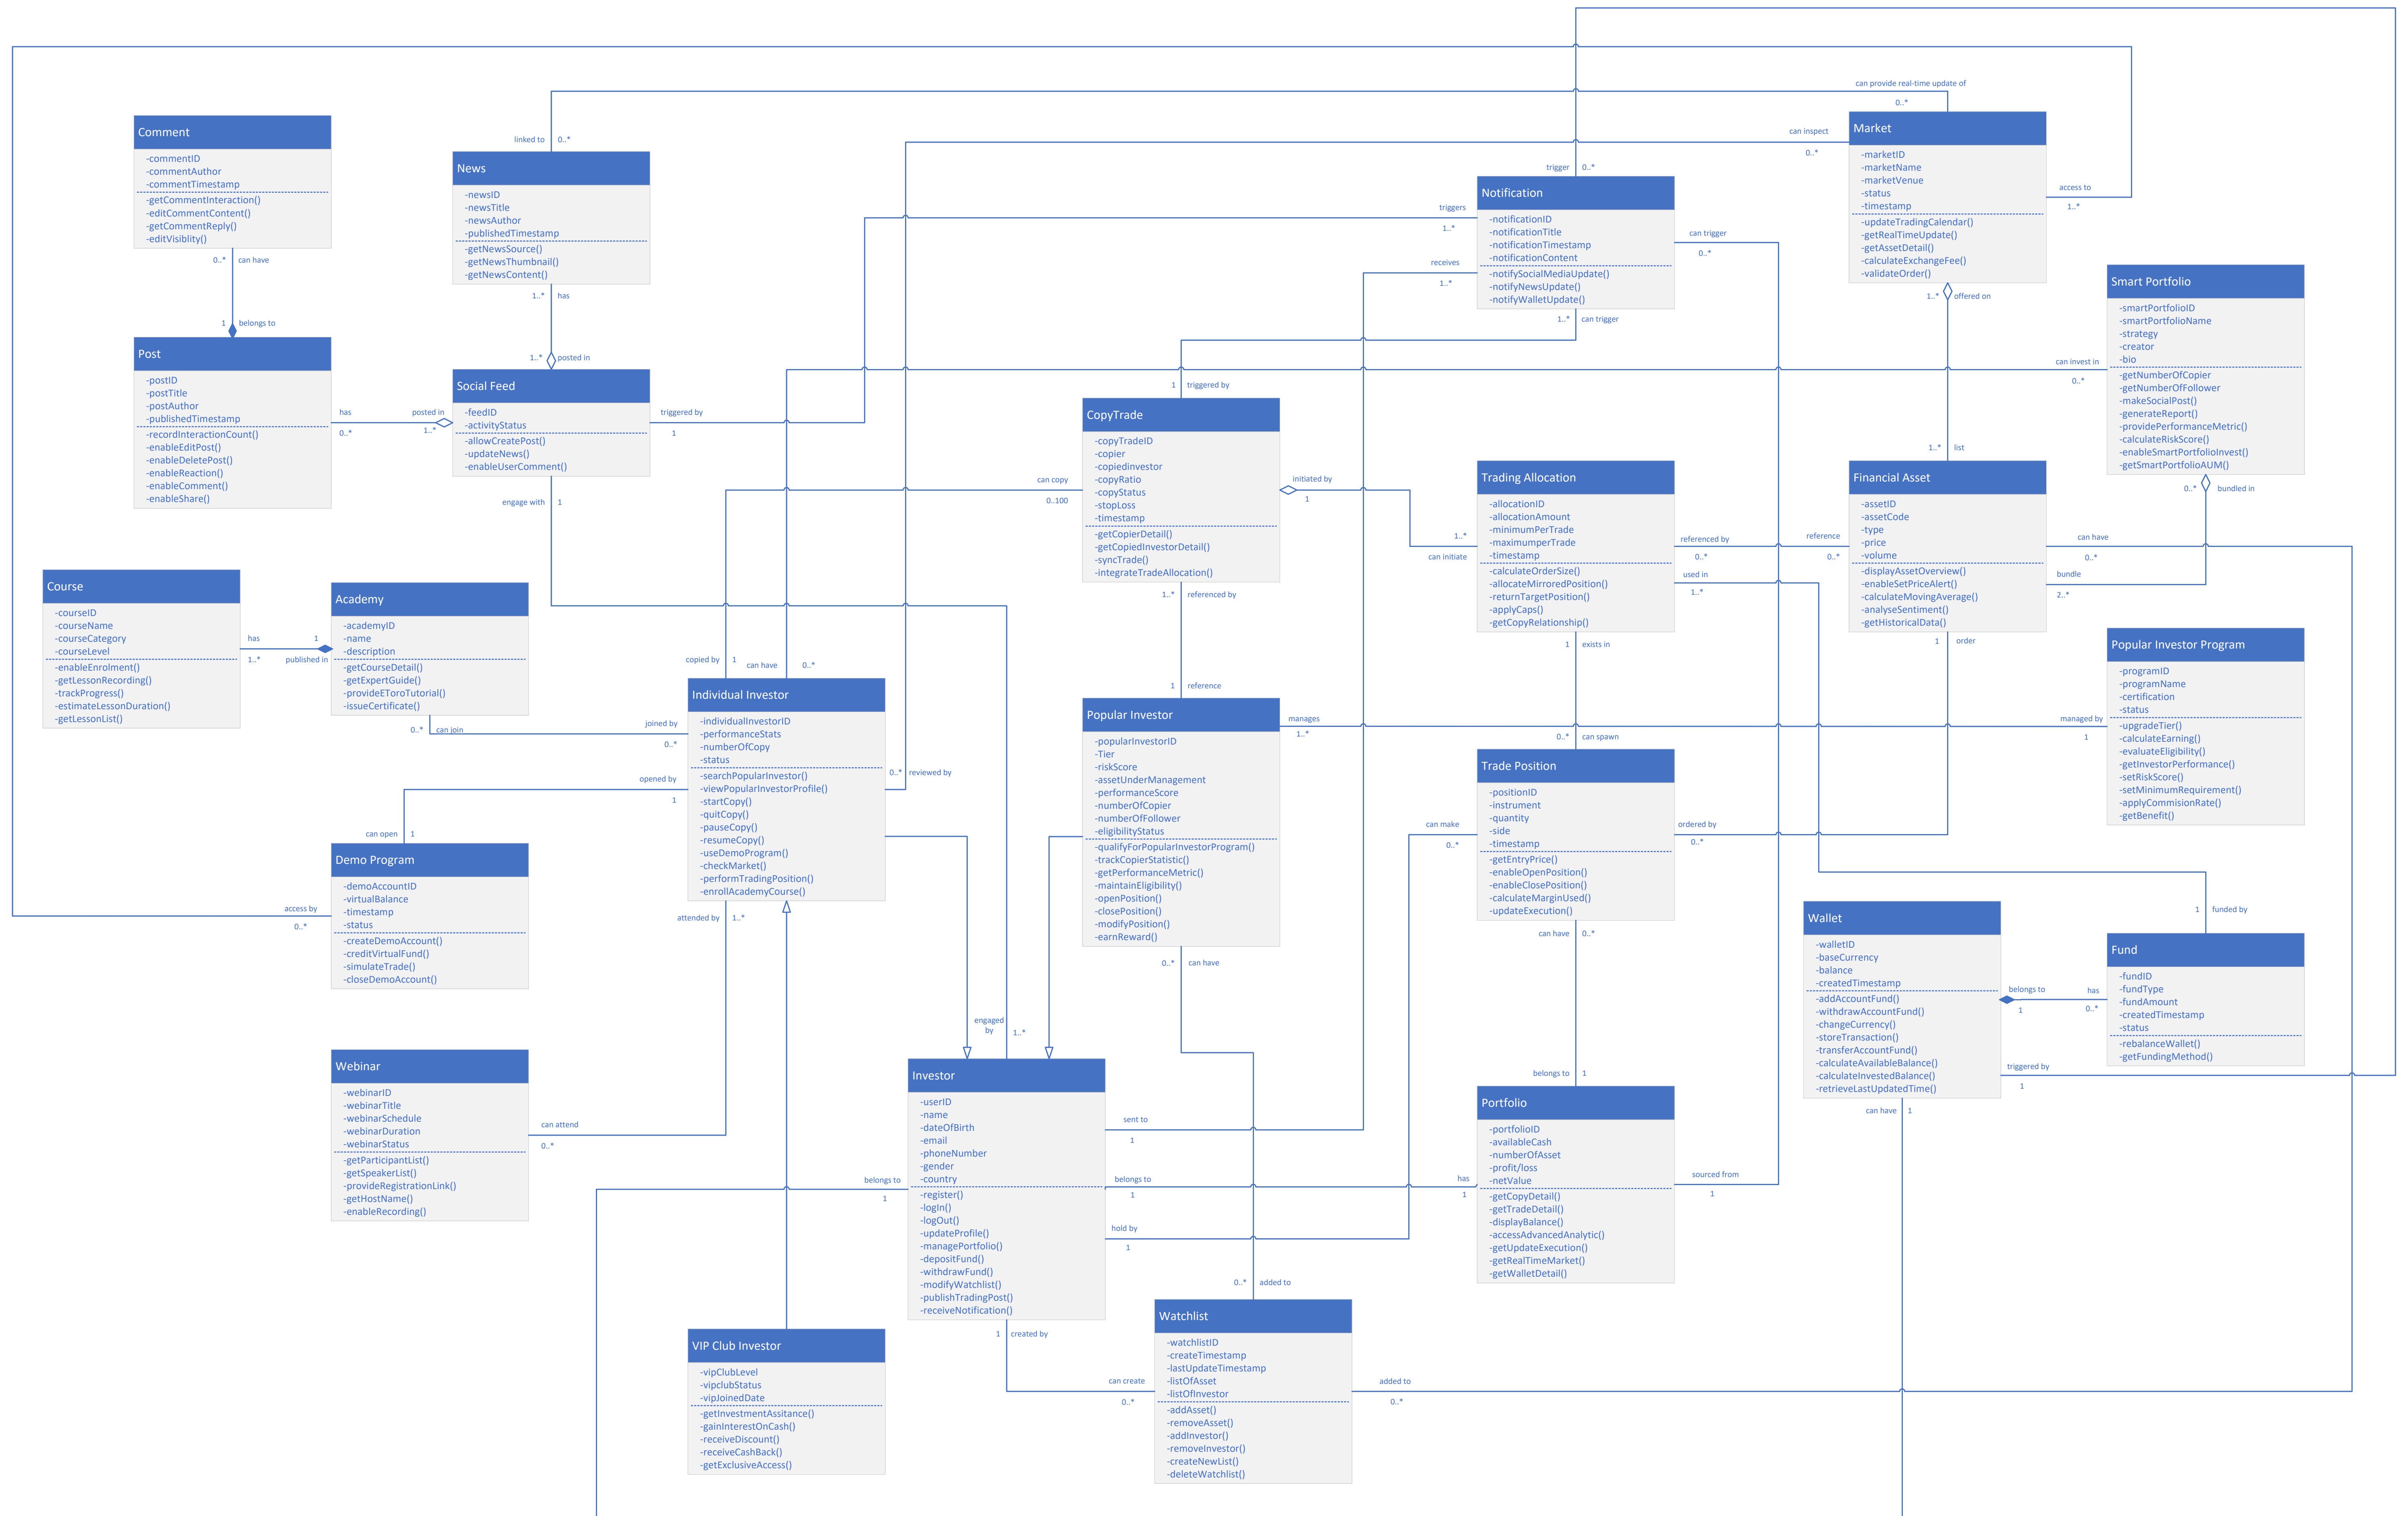 can provide real-time update of
0..*
Comment
-commentID
-commentAuthor
-commentTimestamp
-getCommentInteraction()
-editCommentContent()
-getCommentReply()
-editVisiblity()
0..*
can have
1
belongs to
linked to
0..*
News
-newsID
-newsTitle
-newsAuthor
-publishedTimestamp
-getNewsSource()
-getNewsThumbnail()
-getNewsContent()
1..*
has
1..*
posted in
can inspect
0..*
Market
-marketID
-marketName
-marketVenue
-status
-timestamp
-updateTradingCalendar()
-getRealTimeUpdate()
-getAssetDetail()
-calculateExchangeFee()
-validateOrder()
access to
1..*
1..*
offered on
trigger
0..*
Notification
-notificationID
-notificationTitle
-notificationTimestamp
-notificationContent
-notifySocialMediaUpdate()
-notifyNewsUpdate()
-notifyWalletUpdate()
triggers
1..*
receives
1..*
can trigger
0..*
1..*
can trigger
Smart Portfolio
-smartPortfolioID
-smartPortfolioName
-strategy
-creator
-bio
-getNumberOfCopier
-getNumberOfFollower
-makeSocialPost()
-generateReport()
-providePerformanceMetric()
-calculateRiskScore()
-enableSmartPortfolioInvest()
-getSmartPortfolioAUM()
can invest in
0..*
0..*
bundled in
Post
-postID
-postTitle
-postAuthor
-publishedTimestamp
-recordInteractionCount()
-enableEditPost()
-enableDeletePost()
-enableReaction()
-enableComment()
-enableShare()
has
0..*
posted in
1..*
Social Feed
-feedID
-activityStatus
-allowCreatePost()
-updateNews()
-enableUserComment()
triggered by
1
engage with
1
1
triggered by
CopyTrade
-copyTradeID
-copier
-copiedinvestor
-copyRatio
-copyStatus
-stopLoss
-timestamp
-getCopierDetail()
-getCopiedInvestorDetail()
-syncTrade()
-integrateTradeAllocation()
can copy
0..100
initiated by
1
1..*
referenced by
1..*
can initiate
Trading Allocation
-allocationID
-allocationAmount
-minimumPerTrade
-maximumperTrade
-timestamp
-calculateOrderSize()
-allocateMirroredPosition()
-returnTargetPosition()
-applyCaps()
-getCopyRelationship()
referenced by
0..*
used in
1..*
1
exists in
reference
0..*
1..*
list
Financial Asset
-assetID
-assetCode
-type
-price
-volume
-displayAssetOverview()
-enableSetPriceAlert()
-calculateMovingAverage()
-analyseSentiment()
-getHistoricalData()
can have
0..*
bundle
2..*
1
order
Course
-courseID
-courseName
-courseCategory
-courseLevel
-enableEnrolment()
-getLessonRecording()
-trackProgress()
-estimateLessonDuration()
-getLessonList()
has
1..*
1
published in
Academy
-academyID
-name
-description
-getCourseDetail()
-getExpertGuide()
-provideEToroTutorial()
-issueCertificate()
0..*
can join
copied by
1
can have
0..*
joined by
0..*
Individual Investor
-individualInvestorID
-performanceStats
-numberOfCopy
-status
-searchPopularInvestor()
-viewPopularInvestorProfile()
-startCopy()
-quitCopy()
-pauseCopy()
-resumeCopy()
-useDemoProgram()
-checkMarket()
-performTradingPosition()
-enrollAcademyCourse()
0..*
reviewed by
opened by
1
attended by
1..*
1
reference
Popular Investor
-popularInvestorID
-Tier
-riskScore
-assetUnderManagement
-performanceScore
-numberOfCopier
-numberOfFollower
-eligibilityStatus
-qualifyForPopularInvestorProgram()
-trackCopierStatistic()
-getPerformanceMetric()
-maintainEligibility()
-openPosition()
-closePosition()
-modifyPosition()
-earnReward()
manages
1..*
0..*
can have
0..*
can spawn
Trade Position
-positionID
-instrument
-quantity
-side
-timestamp
-getEntryPrice()
-enableOpenPosition()
-enableClosePosition()
-calculateMarginUsed()
-updateExecution()
can make
0..*
ordered by
0..*
can have
0..*
Popular Investor Program
-programID
-programName
-certification
-status
-upgradeTier()
-calculateEarning()
-evaluateEligibility()
-getInvestorPerformance()
-setRiskScore()
-setMinimumRequirement()
-applyCommisionRate()
-getBenefit()
managed by
1
can open
1
Demo Program
-demoAccountID
-virtualBalance
-timestamp
-status
-createDemoAccount()
-creditVirtualFund()
-simulateTrade()
-closeDemoAccount()
access by
0..*
Wallet
-walletID
-baseCurrency
-balance
-createdTimestamp
-addAccountFund()
-withdrawAccountFund()
-changeCurrency()
-storeTransaction()
-transferAccountFund()
-calculateAvailableBalance()
-calculateInvestedBalance()
-retrieveLastUpdatedTime()
belongs to
1
has
0..*
triggered by
1
can have
1
1
funded by
Fund
-fundID
-fundType
-fundAmount
-createdTimestamp
-status
-rebalanceWallet()
-getFundingMethod()
Webinar
-webinarID
-webinarTitle
-webinarSchedule
-webinarDuration
-webinarStatus
-getParticipantList()
-getSpeakerList()
-provideRegistrationLink()
-getHostName()
-enableRecording()
can attend
0..*
engaged
by
1..*
Investor
-userID
-name
-dateOfBirth
-email
-phoneNumber
-gender
-country
-register()
-logIn()
-logOut()
-updateProfile()
-managePortfolio()
-depositFund()
-withdrawFund()
-modifyWatchlist()
-publishTradingPost()
-receiveNotification()
belongs to
1
sent to
1
belongs to
1
hold by
1
1
created by
belongs to
1
Portfolio
-portfolioID
-availableCash
-numberOfAsset
-profit/loss
-netValue
-getCopyDetail()
-getTradeDetail()
-displayBalance()
-accessAdvancedAnalytic()
-getUpdateExecution()
-getRealTimeMarket()
-getWalletDetail()
has
1
sourced from
1
VIP Club Investor
-vipClubLevel
-vipclubStatus
-vipJoinedDate
-getInvestmentAssitance()
-gainInterestOnCash()
-receiveDiscount()
-receiveCashBack()
-getExclusiveAccess()
0..*
added to
Watchlist
-watchlistID
-createTimestamp
-lastUpdateTimestamp
-listOfAsset
-listOfInvestor
-addAsset()
-removeAsset()
-addInvestor()
-removeInvestor()
-createNewList()
-deleteWatchlist()
can create
0..*
added to
0..*